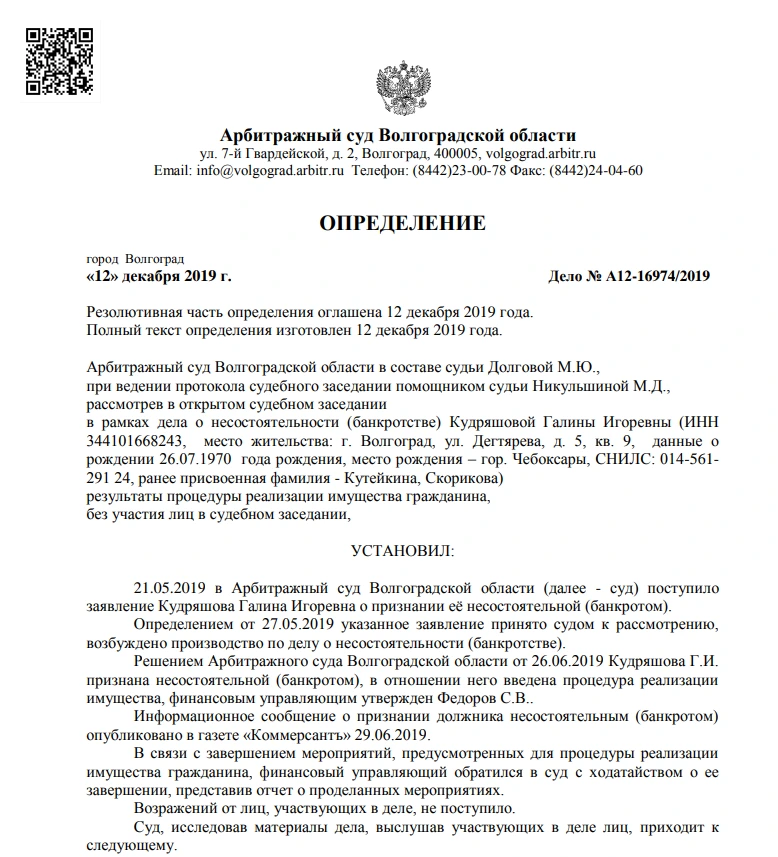 Арбитражный суд Волгоградской области
ул. 7-й Гвардейской, д. 2, Волгоград, 400005, volgograd.arbitr.ru
Email: info@volgograd.arbitr.ru Телефон: (8442)23-00-78 Факс: (8442)24-04-60
ОПРЕДЕЛЕНИЕ
город Волгоград
«12» декабря 2019 г. Дело № А12-16974/2019
Резолютивная часть определения оглашена 12 декабря 2019 года.
Полный текст определения изготовлен 12 декабря 2019 года.
Арбитражный суд Волгоградской области в составе судьи Долговой М.Ю.,
при ведении протокола судебного заседания помощником судьи Никульшиной М.Д.,
рассмотрев в открытом судебном заседании
в рамках дела о несостоятельности (банкротстве) Кудряшовой Галины Игоревны (ИНН
344101668243, место жительства: г. Волгоград, ул. Дегтярева, д. 5, кв. 9, данные о
рождении 26.07.1970 года рождения, место рождения – гор. Чебоксары, СНИЛС: 014-561-
291 24, ранее присвоенная фамилия - Кутейкина, Скорикова)
результаты процедуры реализации имущества гражданина,
без участия лиц в судебном заседании,
УСТАНОВИЛ:
21.05.2019 в Арбитражный суд Волгоградской области (далее - суд) поступило
заявление Кудряшова Галина Игоревна о признании её несостоятельной (банкротом).
Определением от 27.05.2019 указанное заявление принято судом к рассмотрению,
возбуждено производство по делу о несостоятельности (банкротстве).
Решением Арбитражного суда Волгоградской области от 26.06.2019 Кудряшова Г.И.
признана несостоятельной (банкротом), в отношении него введена процедура реализации
имущества, финансовым управляющим утвержден Федоров С.В..
Информационное сообщение о признании должника несостоятельным (банкротом)
опубликовано в газете «Коммерсантъ» 29.06.2019.
В связи с завершением мероприятий, предусмотренных для процедуры реализации
имущества гражданина, финансовый управляющий обратился в суд с ходатайством о ее
завершении, представив отчет о проделанных мероприятиях.
Возражений от лиц, участвующих в деле, не поступило.
Суд, исследовав материалы дела, выслушав участвующих в деле лиц, приходит к
следующему.